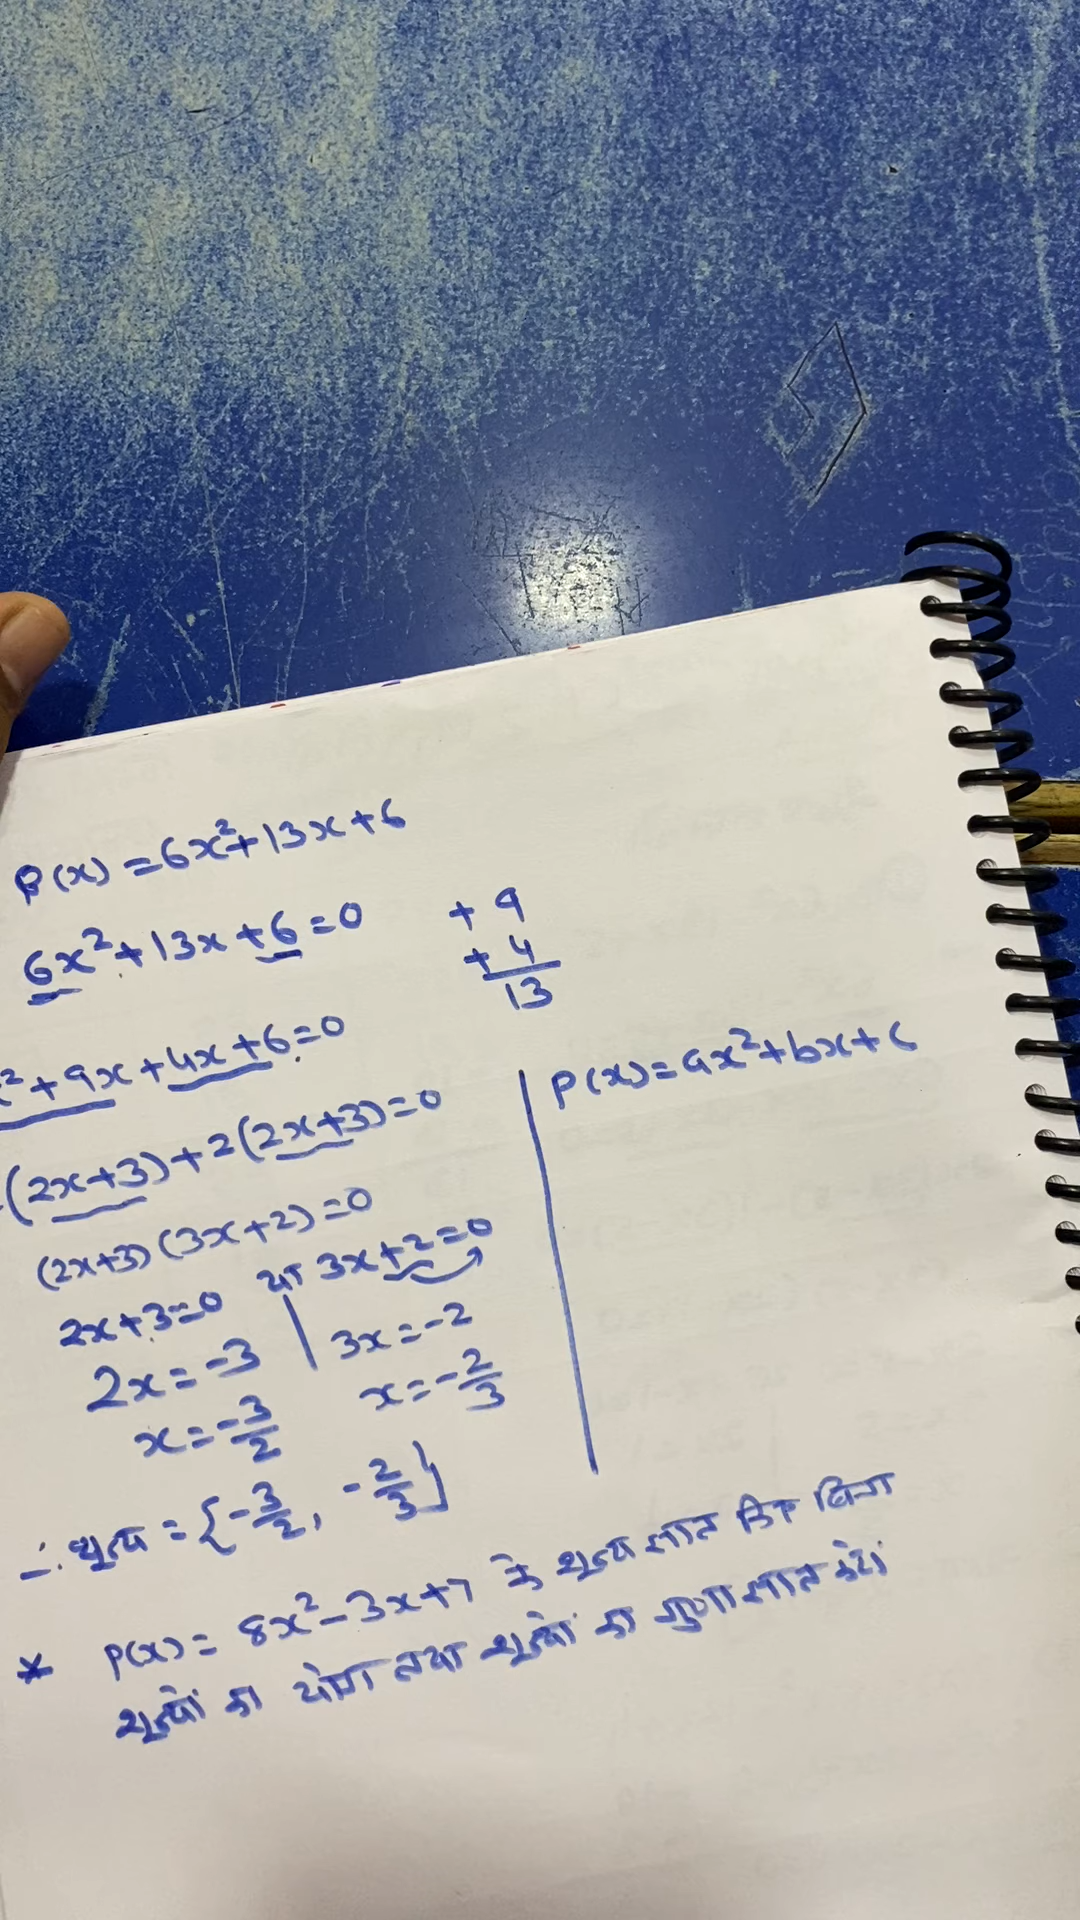 P(x) = 6x²+13x+6
6x²+13x+6=0
+9
+4
13
x²+9x+4x+6=0
(2x+3)+2(2x+3)=0
P(x)=ax²+bx+c
(2x+3)(3x+2)=0
2x+3=0 या 3x+2=0
2x=-3 3x=-2
x=-3/2 x=-2/3
∴ शून्य = {-3/2, -2/3}
* P(x) = 8x²-3x+7 के शून्य ज्ञात किए बिना
शून्यों का योग तथा शून्यों का गुणा ज्ञात करें।